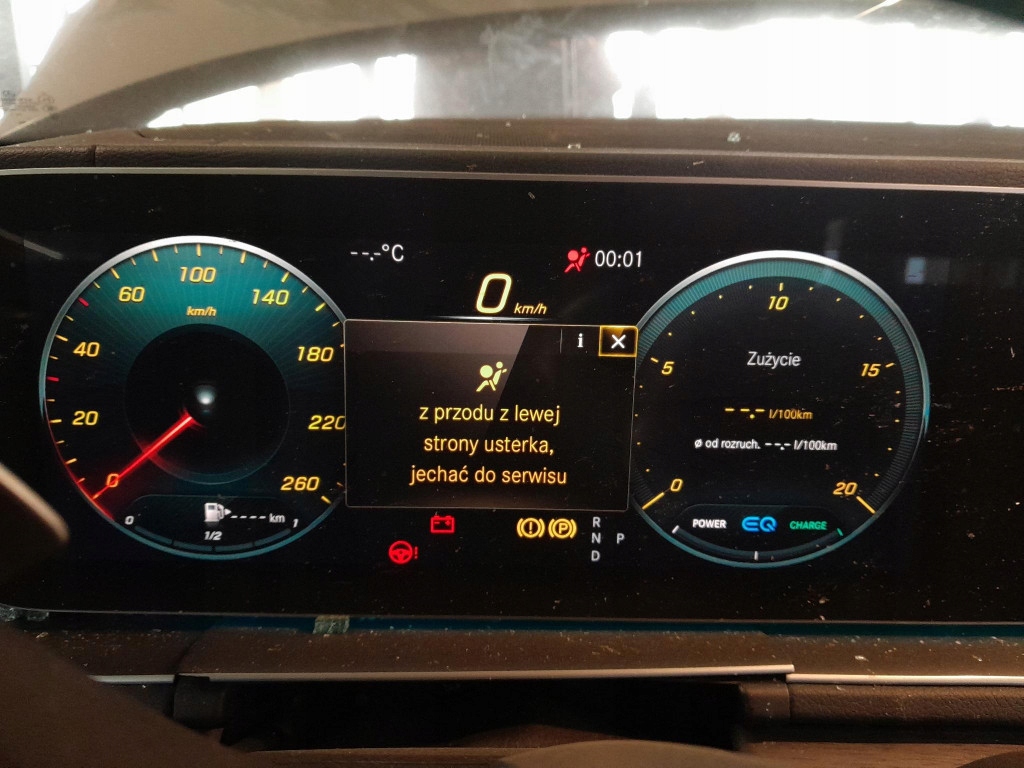 --.-°C
00:01
0 km/h
100
60
140
km/h
40
180
20
220
0
260
0
---- km
1
1/2
i
z przodu z lewej
strony usterka,
jechać do serwisu
R
N P
D
10
Zużycie
5
15
--.- l/100km
ø od rozruch. --.- l/100km
0
20
POWER EQ CHARGE